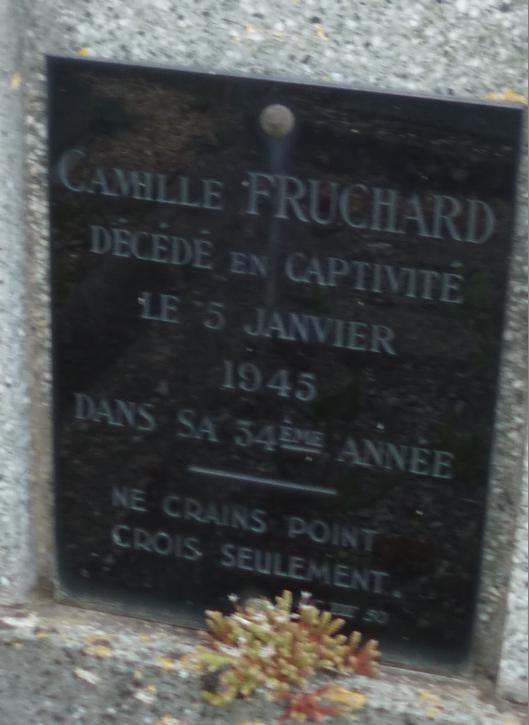 CAMILLE FRUCHARD
DÉCÉDÉ EN CAPTIVITÉ
LE 5 JANVIER
1945
DANS SA 34ÈME ANNÉE
NE CRAINS POINT
CROIS SEULEMENT.